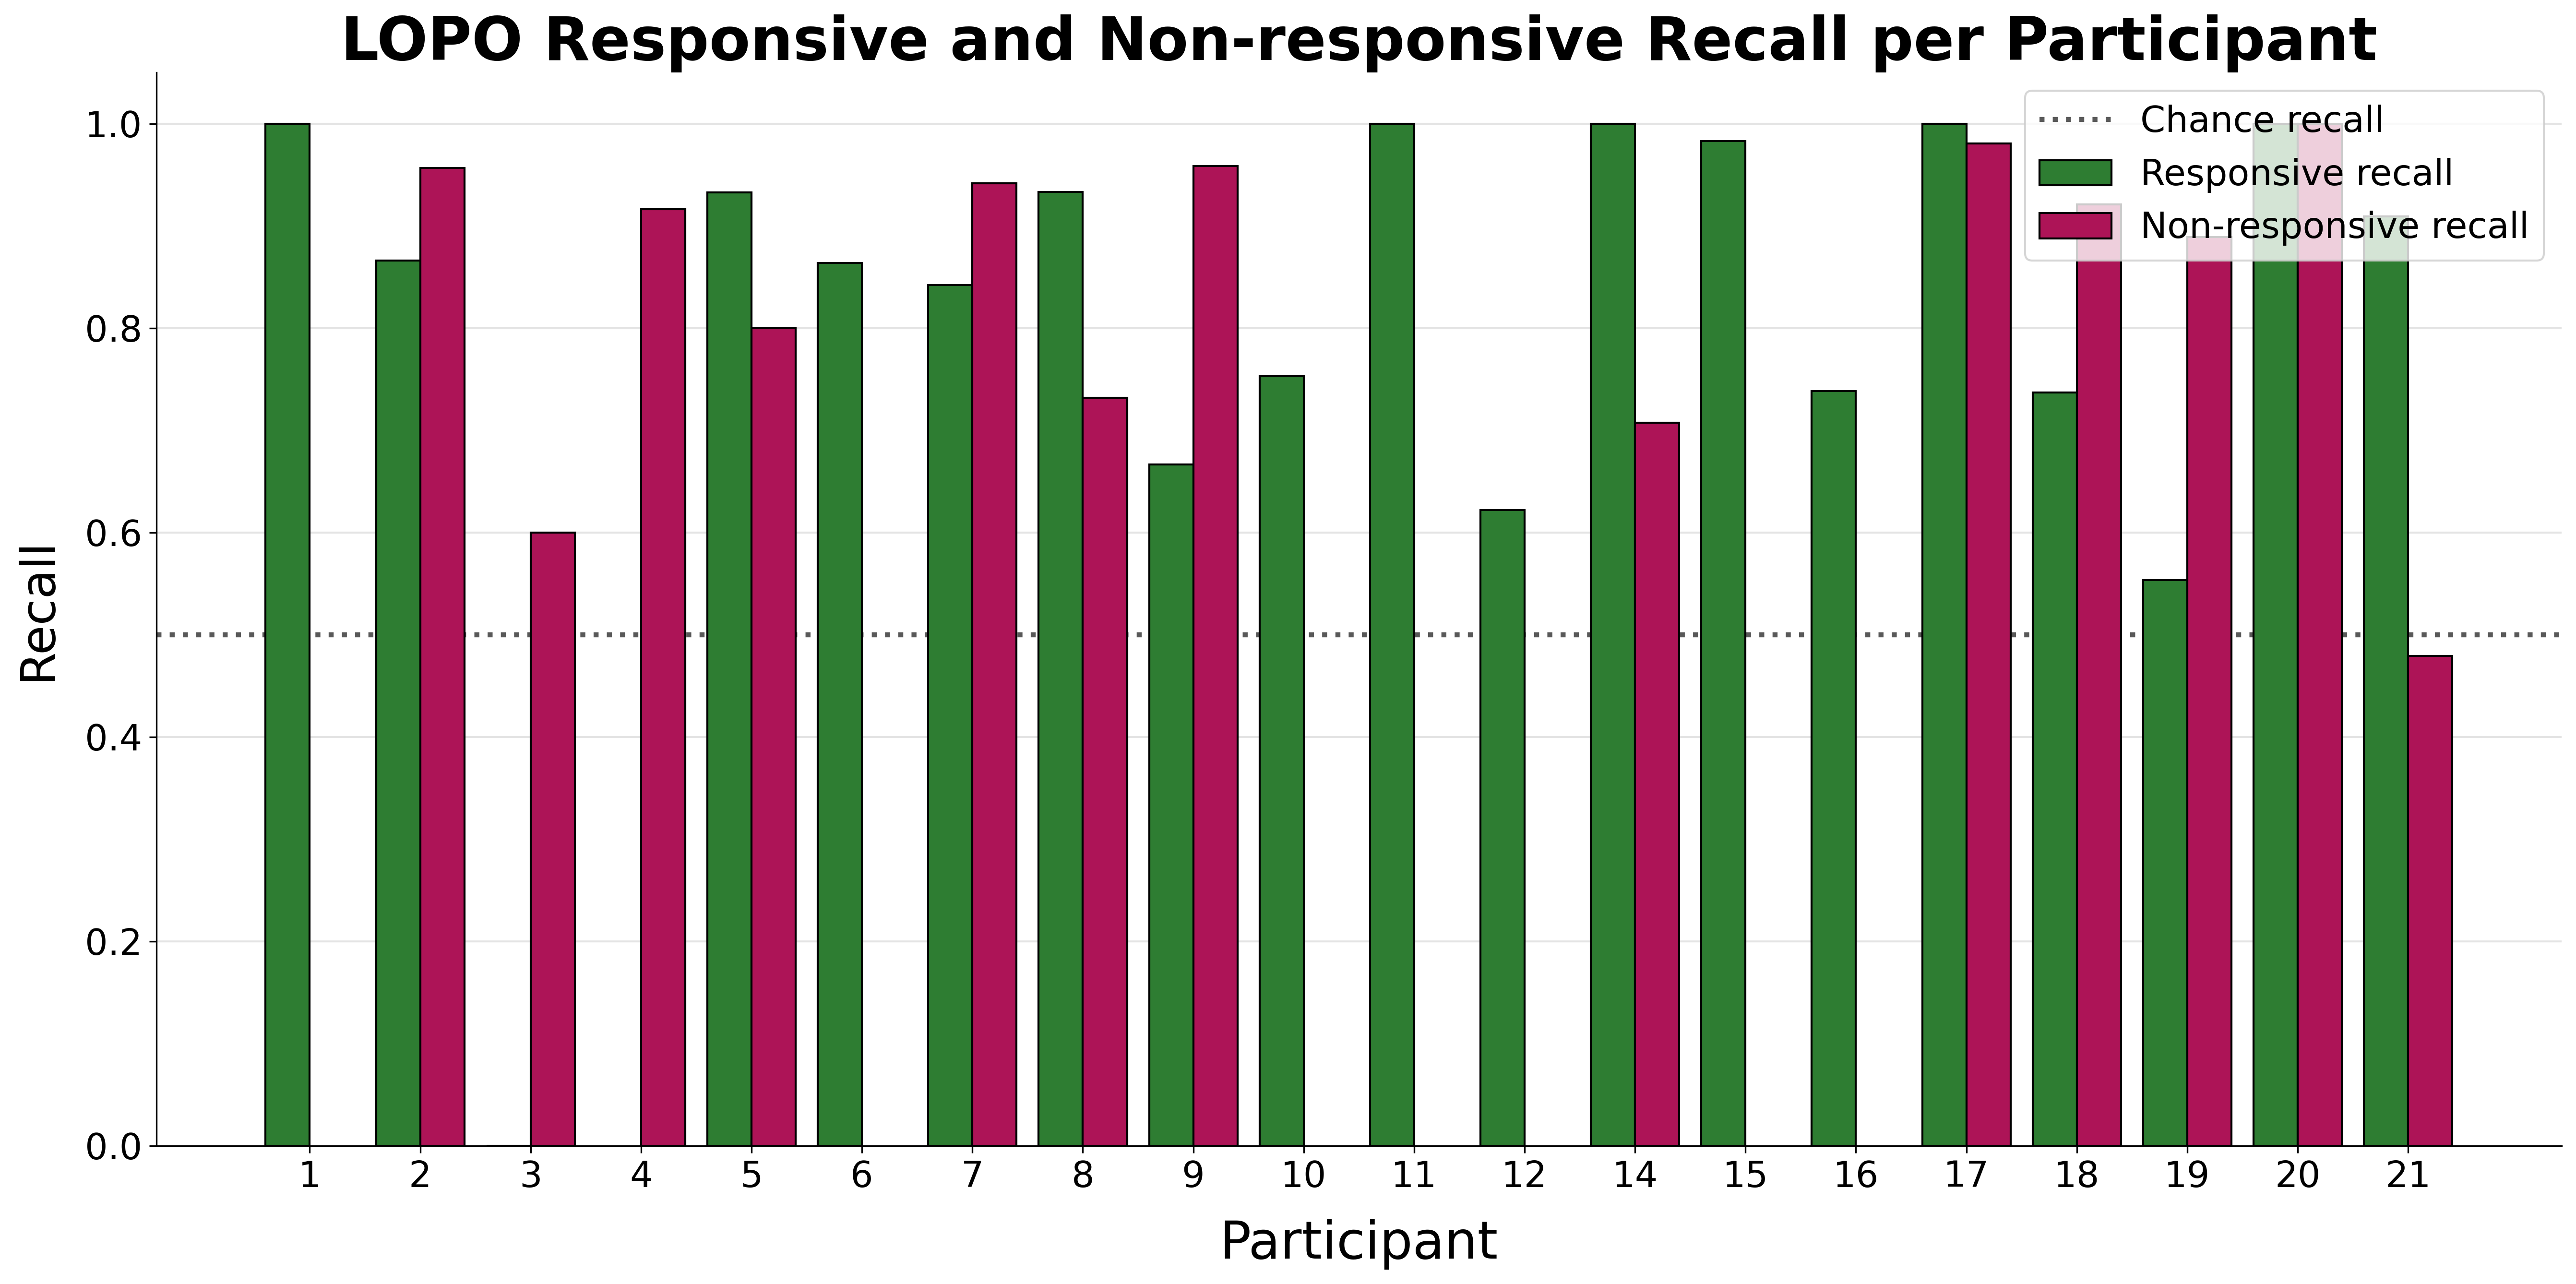 LOPO Responsive and Non-responsive Recall per Participant
Chance recall
Responsive recall
Non-responsive recall
1.0
0.8
0.6
0.4
0.2
0.0
Recall
1 2 3 4 5 6 7 8 9 10 11 12 14 15 16 17 18 19 20 21
Participant